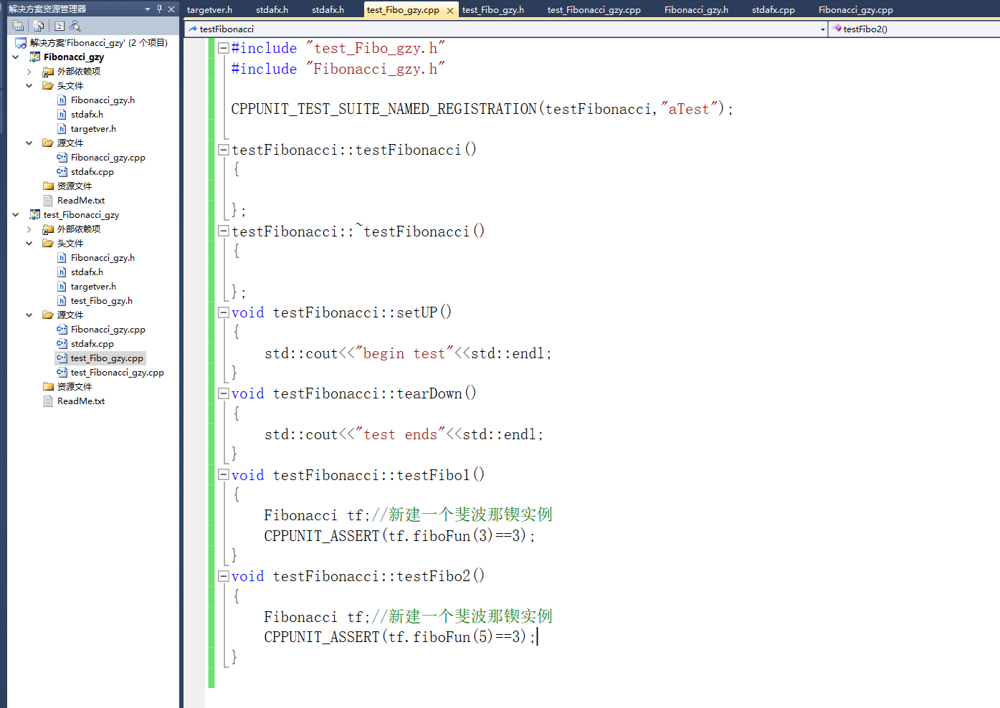 解决方案资源管理器
targetver.h
stdafx.h
stdafx.h
test_Fibo_gzy.cpp
test_Fibo_gzy.h
test_Fibonacci_gzy.cpp
Fibonacci_gzy.h
stdafx.cpp
Fibonacci_gzy.cpp
testFibonacci
testFibo2()
解决方案'Fibonacci_gzy' (2 个项目)
Fibonacci_gzy
外部依赖项
头文件
Fibonacci_gzy.h
stdafx.h
targetver.h
源文件
Fibonacci_gzy.cpp
stdafx.cpp
资源文件
ReadMe.txt
test_Fibonacci_gzy
外部依赖项
头文件
Fibonacci_gzy.h
stdafx.h
targetver.h
test_Fibo_gzy.h
源文件
Fibonacci_gzy.cpp
stdafx.cpp
test_Fibo_gzy.cpp
test_Fibonacci_gzy.cpp
资源文件
ReadMe.txt
#include "test_Fibo_gzy.h"
#include "Fibonacci_gzy.h"
CPPUNIT_TEST_SUITE_NAMED_REGISTRATION(testFibonacci,"aTest");
testFibonacci::testFibonacci()
{
};
testFibonacci::~testFibonacci()
{
};
void testFibonacci::setUP()
{
std::cout<<"begin test"<<std::endl;
}
void testFibonacci::tearDown()
{
std::cout<<"test ends"<<std::endl;
}
void testFibonacci::testFibo1()
{
Fibonacci tf;//新建一个斐波那锲实例
CPPUNIT_ASSERT(tf.fiboFun(3)==3);
}
void testFibonacci::testFibo2()
{
Fibonacci tf;//新建一个斐波那锲实例
CPPUNIT_ASSERT(tf.fiboFun(5)==3);
}